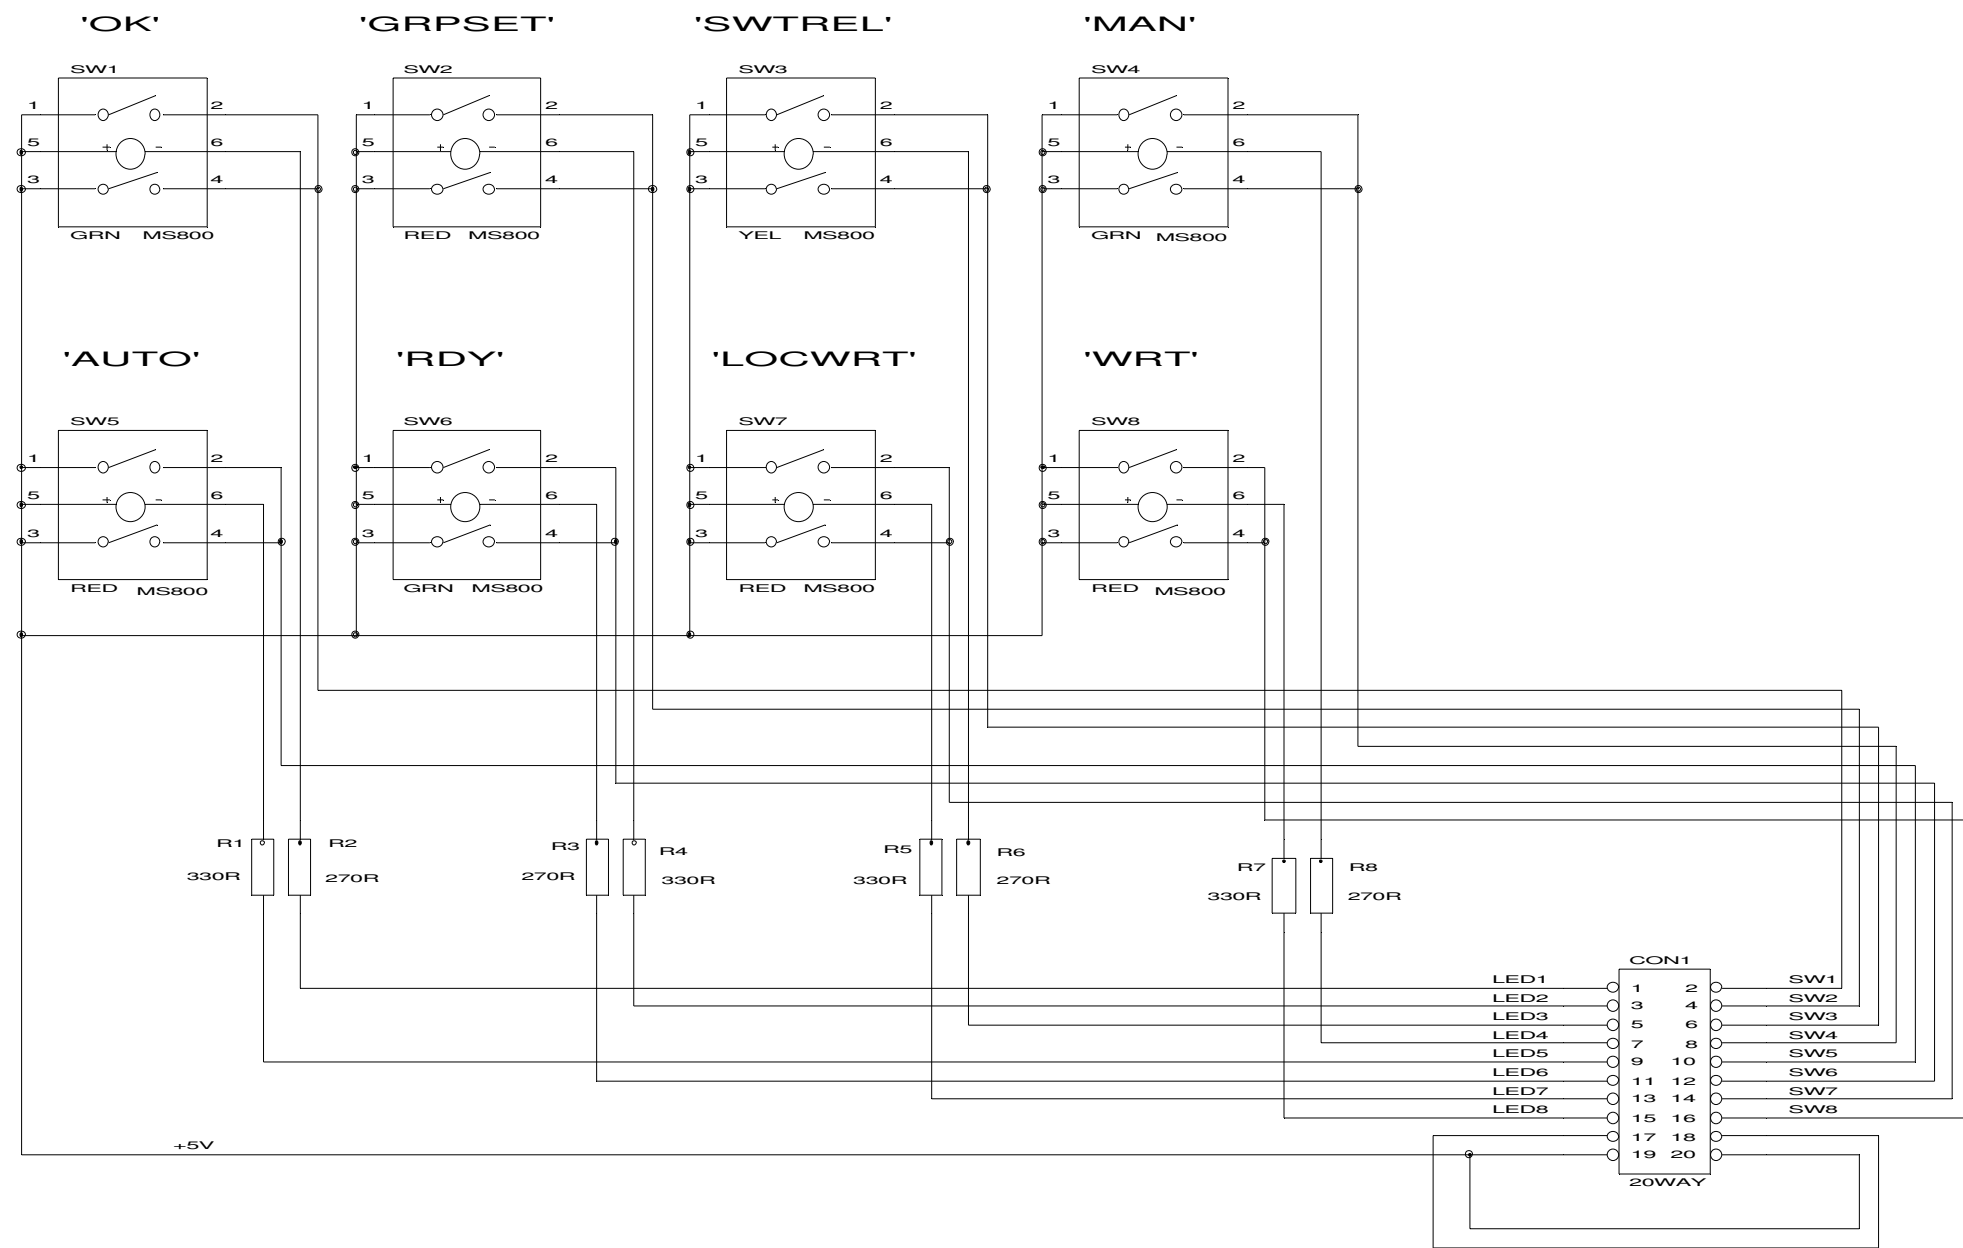 'OK' 'GRPSET' 'SWTREL' 'MAN'
SW1 SW2 SW3 SW4
1 2 1 2 1 2 1 2
5 + - 6 5 + - 6 5 + - 6 5 + - 6
3 4 3 4 3 4 3 4
GRN MS800 RED MS800 YEL MS800 GRN MS800
'AUTO' 'RDY' 'LOCWRT' 'WRT'
SW5 SW6 SW7 SW8
1 2 1 2 1 2 1 2
5 + - 6 5 + - 6 5 + - 6 5 + - 6
3 4 3 4 3 4 3 4
RED MS800 GRN MS800 RED MS800 RED MS800
R1 R2 R3 R4 R5 R6 R7 R8
330R 270R 270R 330R 330R 270R 330R 270R
CON1
LED1 1 2 SW1
LED2 3 4 SW2
LED3 5 6 SW3
LED4 7 8 SW4
LED5 9 10 SW5
LED6 11 12 SW6
LED7 13 14 SW7
LED8 15 16 SW8
17 18
+5V 19 20
20WAY